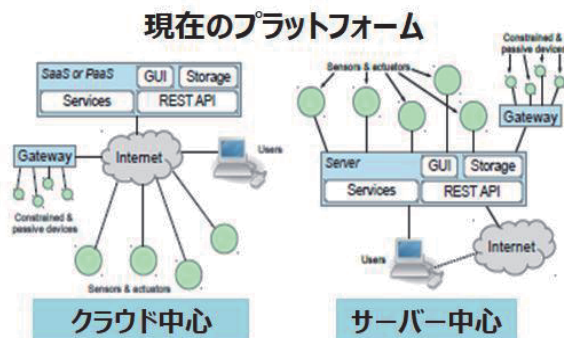 現在のプラットフォーム
SaaS or PaaS
GUI
Storage
Services
REST API
Gateway
Internet
Users
Constrained &
passive devices
Sensors & actuators
クラウド中心
Sensors & actuators
Constrained &
passive devices
Gateway
Server
GUI
Storage
Services
REST API
Users
Internet
サーバー中心